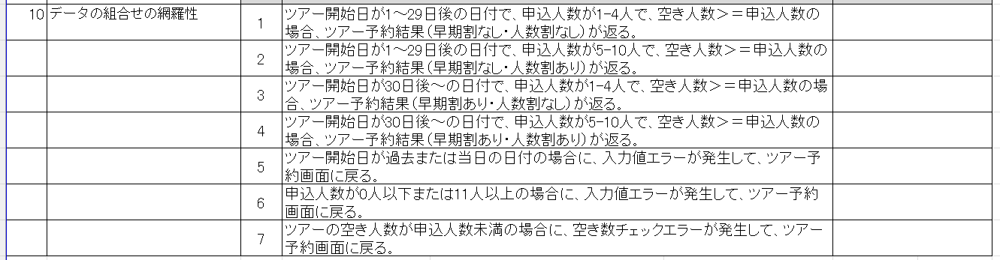 10 データの組合せの網羅性
1 ツアー開始日が1～29日後の日付で、申込人数が1-4人で、空き人数＞＝申込人数の
場合、ツアー予約結果（早期割なし・人数割なし）が返る。
2 ツアー開始日が1～29日後の日付で、申込人数が5-10人で、空き人数＞＝申込人数の
場合、ツアー予約結果（早期割なし・人数割あり）が返る。
3 ツアー開始日が30日後～の日付で、申込人数が1-4人で、空き人数＞＝申込人数の場
合、ツアー予約結果（早期割あり・人数割なし）が返る。
4 ツアー開始日が30日後～の日付で、申込人数が5-10人で、空き人数＞＝申込人数の
場合、ツアー予約結果（早期割あり・人数割あり）が返る。
5 ツアー開始日が過去または当日の日付の場合に、入力値エラーが発生して、ツアー予
約画面に戻る。
6 申込人数が0人以下または11人以上の場合に、入力値エラーが発生して、ツアー予約
画面に戻る。
7 ツアーの空き人数が申込人数未満の場合に、空き数チェックエラーが発生して、ツアー
予約画面に戻る。